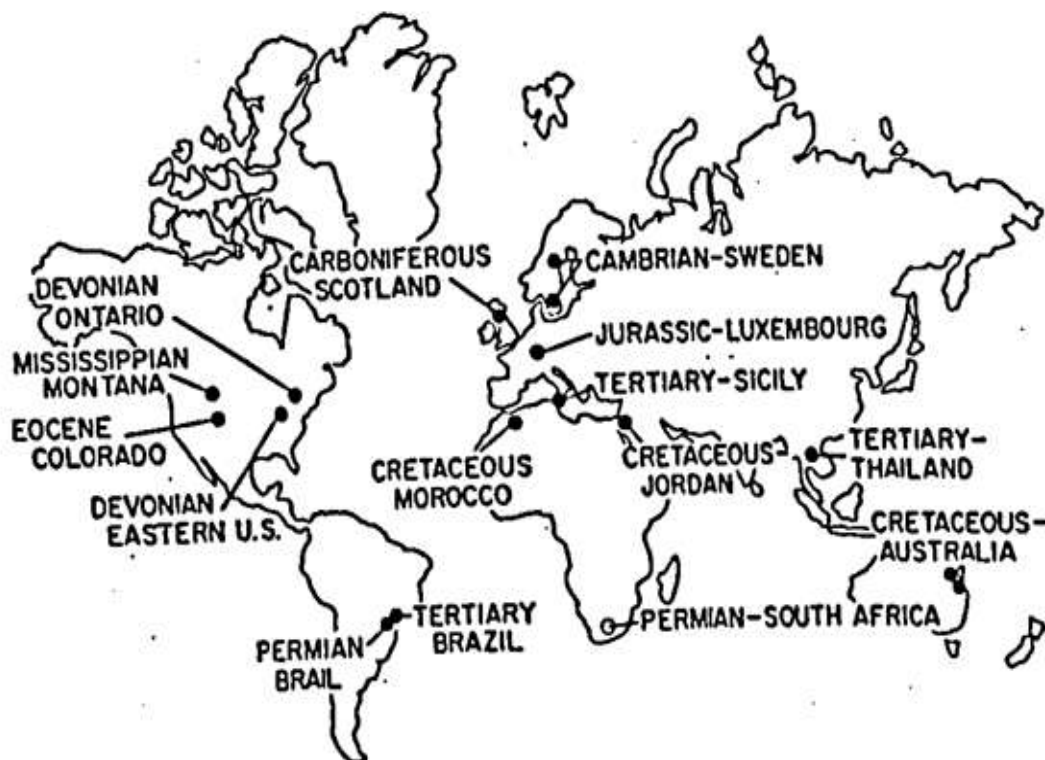 CARBONIFEROUS
SCOTLAND
CAMBRIAN-SWEDEN
DEVONIAN
ONTARIO
JURASSIC-LUXEMBOURG
MISSISSIPPIAN
MONTANA
TERTIARY-SICILY
EOCENE
COLORADO
CRETACEOUS
MOROCCO
CRETACEOUS
JORDAN
TERTIARY-
THAILAND
DEVONIAN
EASTERN U.S.
CRETACEOUS-
AUSTRALIA
TERTIARY
BRAZIL
PERMIAN-SOUTH AFRICA
PERMIAN
BRAIL